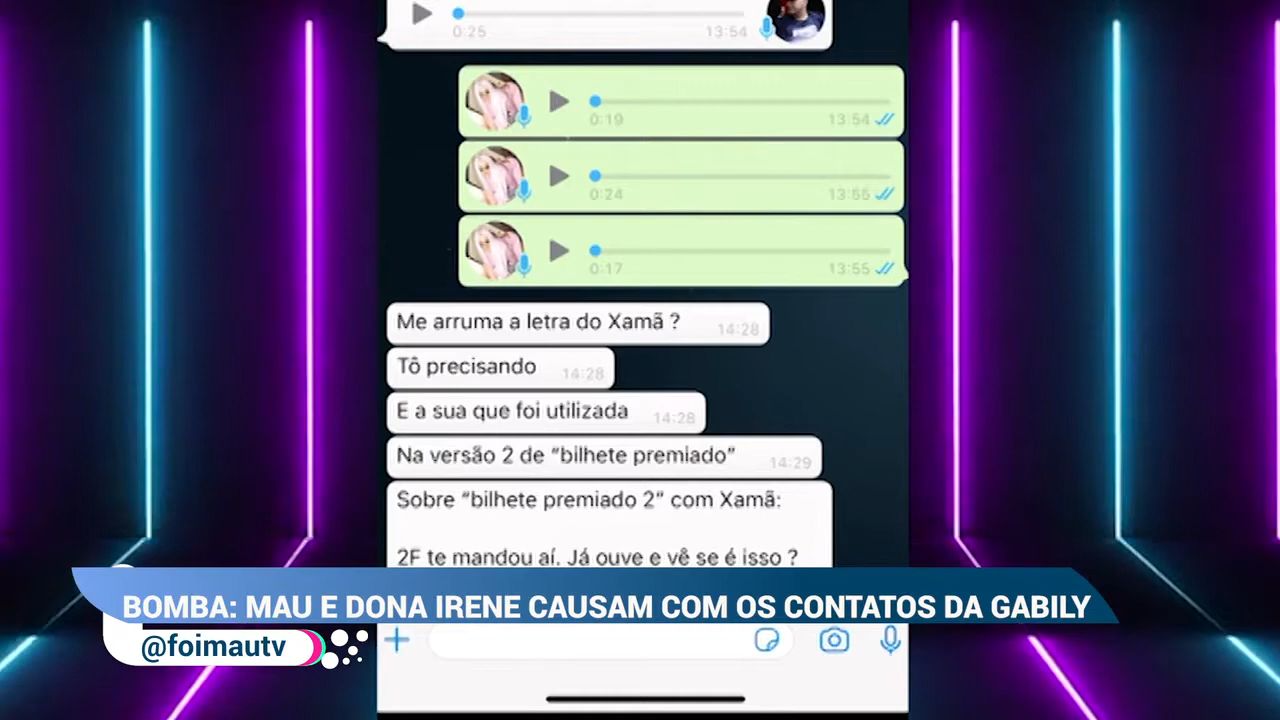 0:25 13:54
0:19 13:54
0:24 13:55
0:17 13:55
Me arruma a letra do Xamã ? 14:28
Tô precisando 14:28
E a sua que foi utilizada 14:28
Na versão 2 de “bilhete premiado” 14:29
Sobre “bilhete premiado 2” com Xamã:
2F te mandou aí. Já ouve e vê se é isso ?
BOMBA: MAU E DONA IRENE CAUSAM COM OS CONTATOS DA GABILY
@foimautv